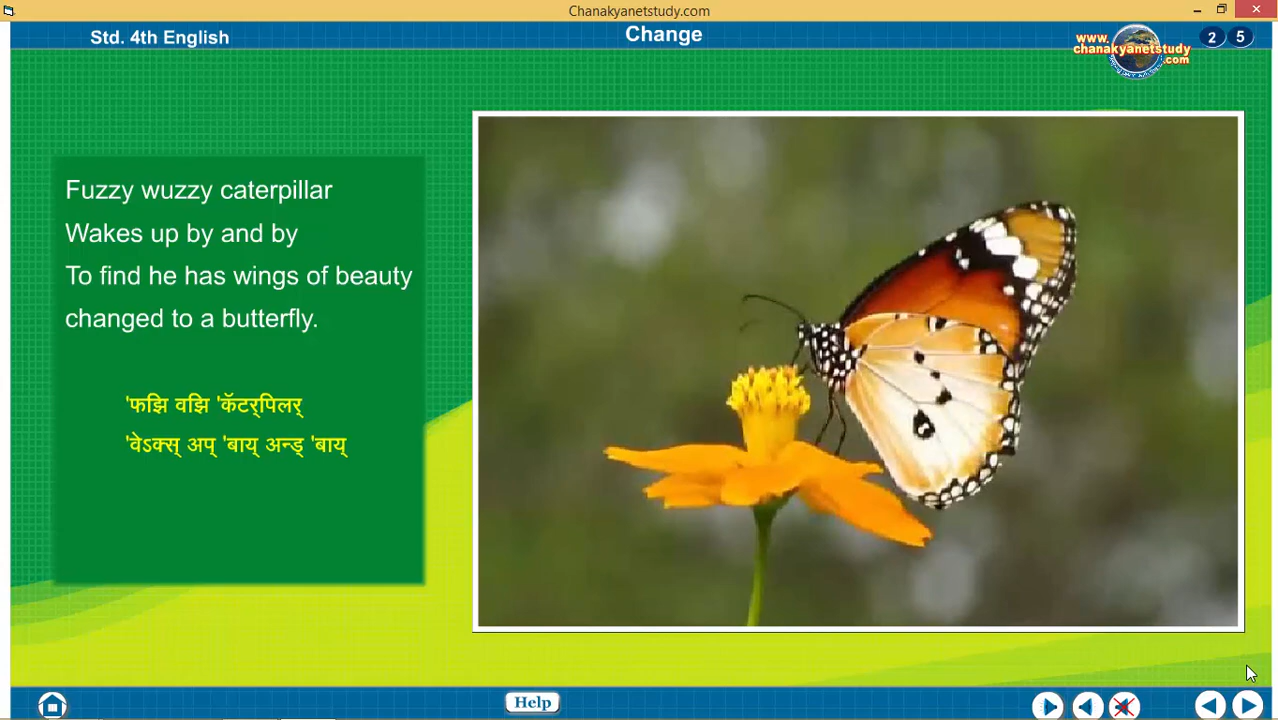 Chanakyanetstudy.com
Std. 4th English
Change
www.
chanakyanetstudy
.com
2 5
Fuzzy wuzzy caterpillar
Wakes up by and by
To find he has wings of beauty
changed to a butterfly.
'फझि वझि 'कॅटर्‌पिलर्
'वेऽक्स् अप् 'बाय् अन्ड् 'बाय्
Help